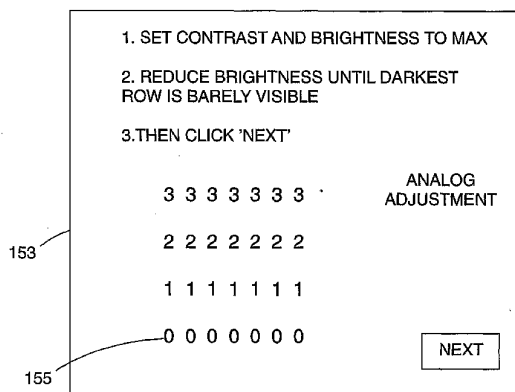 1. SET CONTRAST AND BRIGHTNESS TO MAX
2. REDUCE BRIGHTNESS UNTIL DARKEST
ROW IS BARELY VISIBLE
3.THEN CLICK 'NEXT'
ANALOG
ADJUSTMENT
3 3 3 3 3 3 3
2 2 2 2 2 2 2
153
1 1 1 1 1 1 1
0 0 0 0 0 0 0
NEXT
155